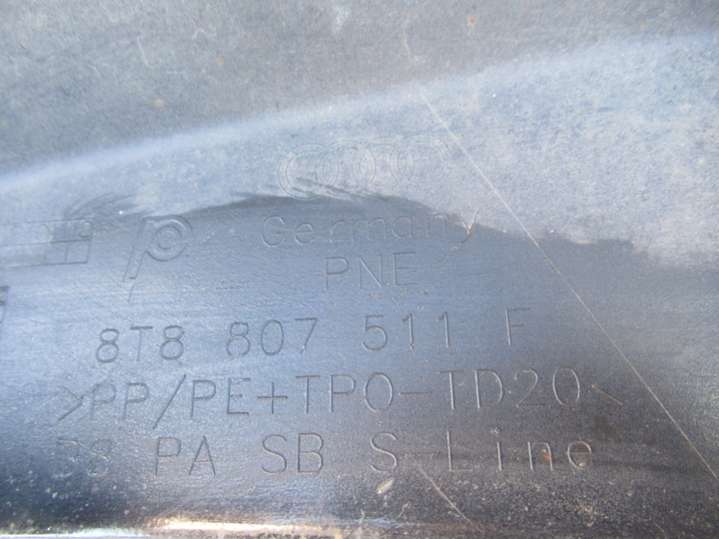 Germany
PNE
8T8 807 511 F
>PP/PE+TPO-TD20<
PA SB S-Line